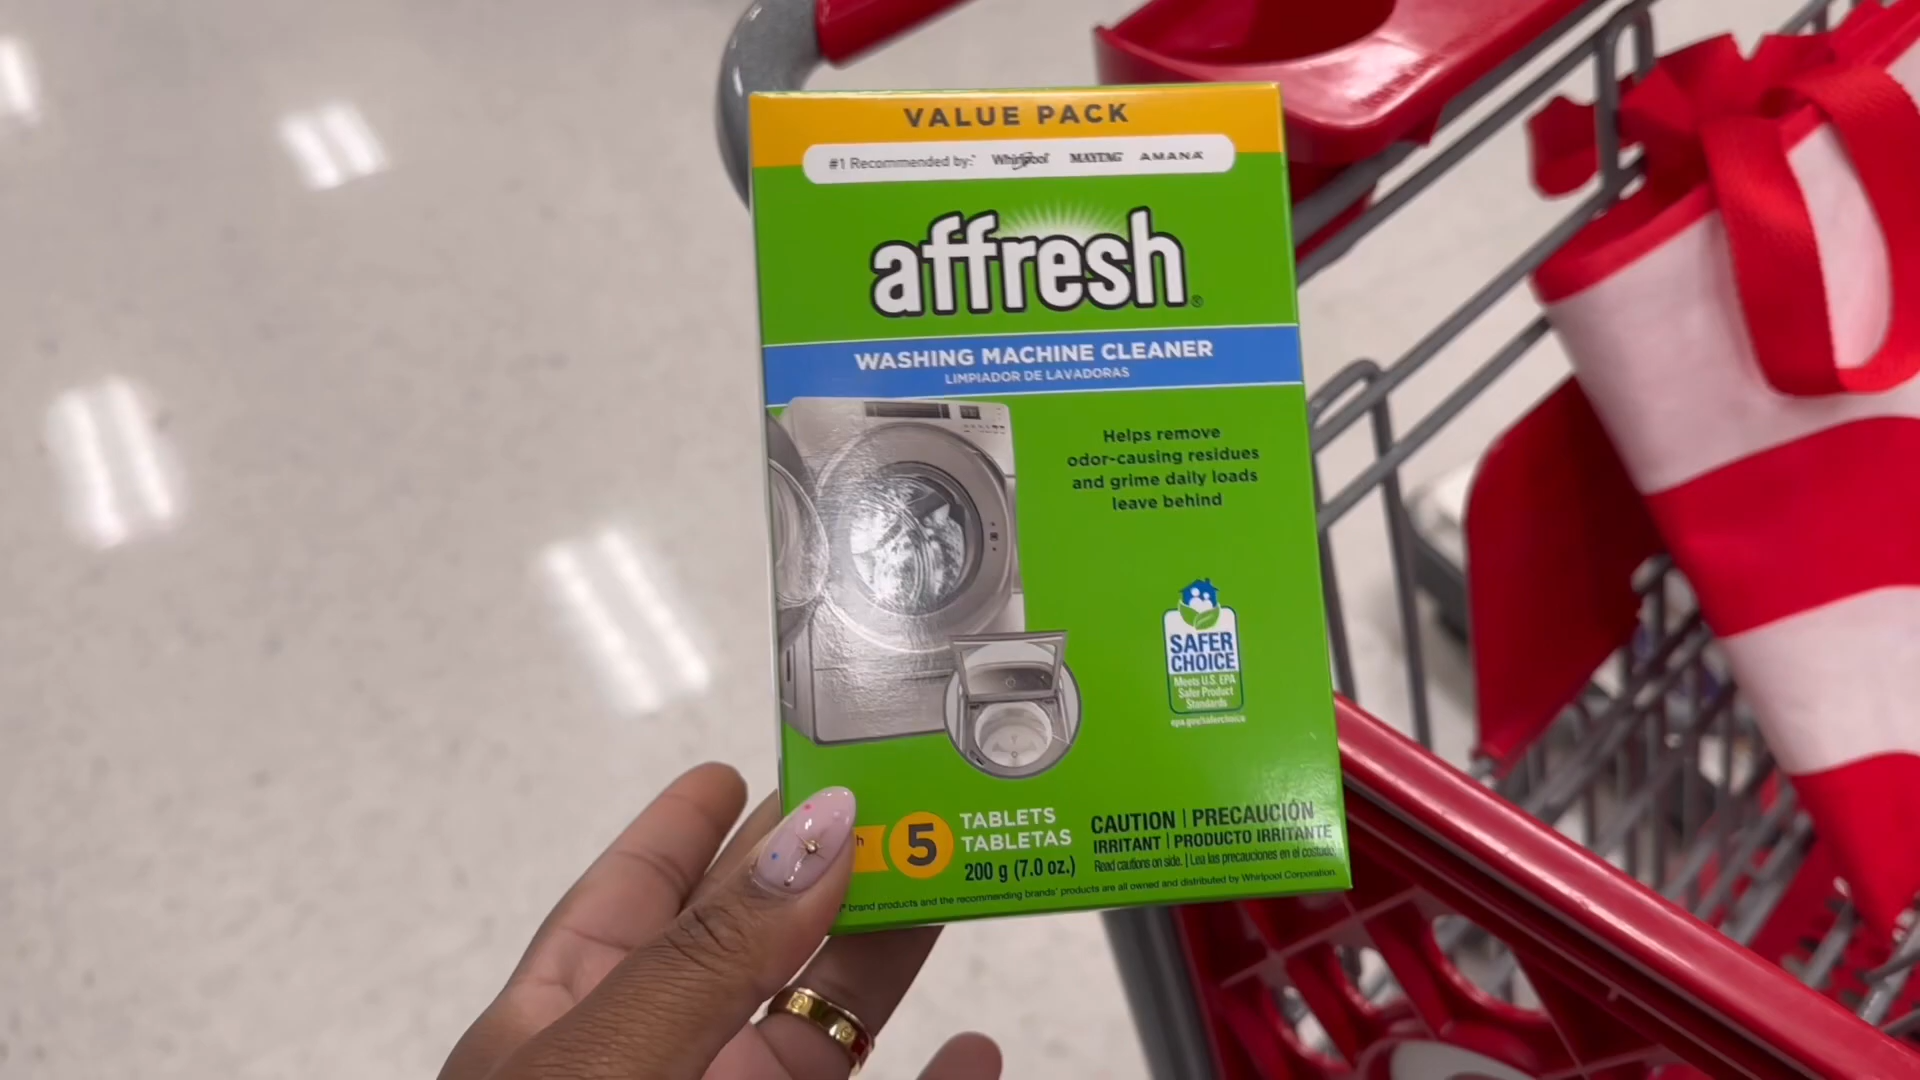 VALUE PACK
#1 Recommended by:* Whirlpool MAYTAG AMANA
affresh®
WASHING MACHINE CLEANER
LIMPIADOR DE LAVADORAS
Helps remove
odor-causing residues
and grime daily loads
leave behind
SAFER
CHOICE
Meets U.S. EPA
Safer Product
Standards
epa.gov/saferchoice
5
TABLETS
TABLETAS
200 g (7.0 oz.)
CAUTION | PRECAUCIÓN
IRRITANT | PRODUCTO IRRITANTE
Read cautions on side. | Lea las precauciones en el costado.
brand products and the recommending brands' products are all owned and distributed by Whirlpool Corporation.